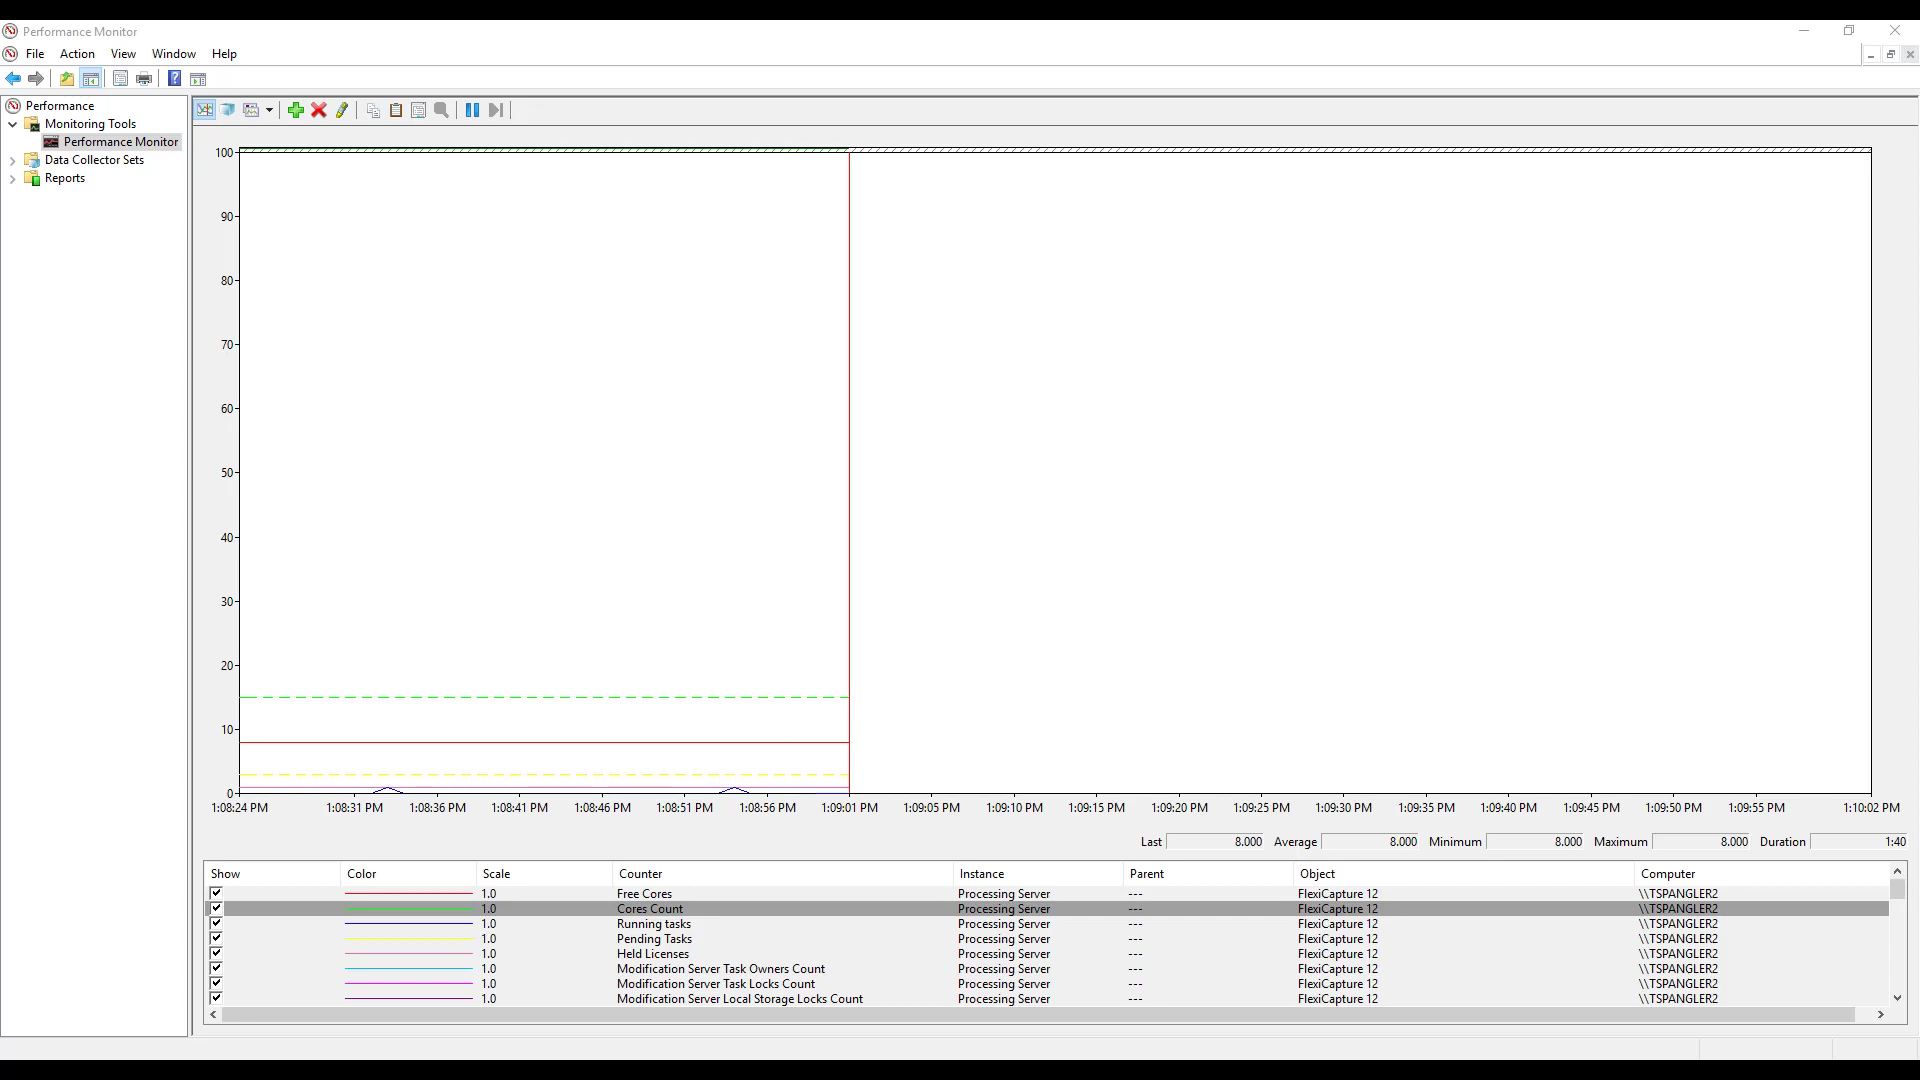 Performance Monitor
File Action View Window Help
Performance
Monitoring Tools
Performance Monitor
Data Collector Sets
Reports
100
90
80
70
60
50
40
30
20
10
0
1:08:24 PM 1:08:31 PM 1:08:36 PM 1:08:41 PM 1:08:46 PM 1:08:51 PM 1:08:56 PM 1:09:01 PM 1:09:05 PM 1:09:10 PM 1:09:15 PM 1:09:20 PM 1:09:25 PM 1:09:30 PM 1:09:35 PM 1:09:40 PM 1:09:45 PM 1:09:50 PM 1:09:55 PM 1:10:02 PM
Last 8.000 Average 8.000 Minimum 8.000 Maximum 8.000 Duration 1:40
Show Color Scale Counter Instance Parent Object Computer
1.0 Free Cores Processing Server --- FlexiCapture 12 \\TSPANGLER2
1.0 Cores Count Processing Server --- FlexiCapture 12 \\TSPANGLER2
1.0 Running tasks Processing Server --- FlexiCapture 12 \\TSPANGLER2
1.0 Pending Tasks Processing Server --- FlexiCapture 12 \\TSPANGLER2
1.0 Held Licenses Processing Server --- FlexiCapture 12 \\TSPANGLER2
1.0 Modification Server Task Owners Count Processing Server --- FlexiCapture 12 \\TSPANGLER2
1.0 Modification Server Task Locks Count Processing Server --- FlexiCapture 12 \\TSPANGLER2
1.0 Modification Server Local Storage Locks Count Processing Server --- FlexiCapture 12 \\TSPANGLER2